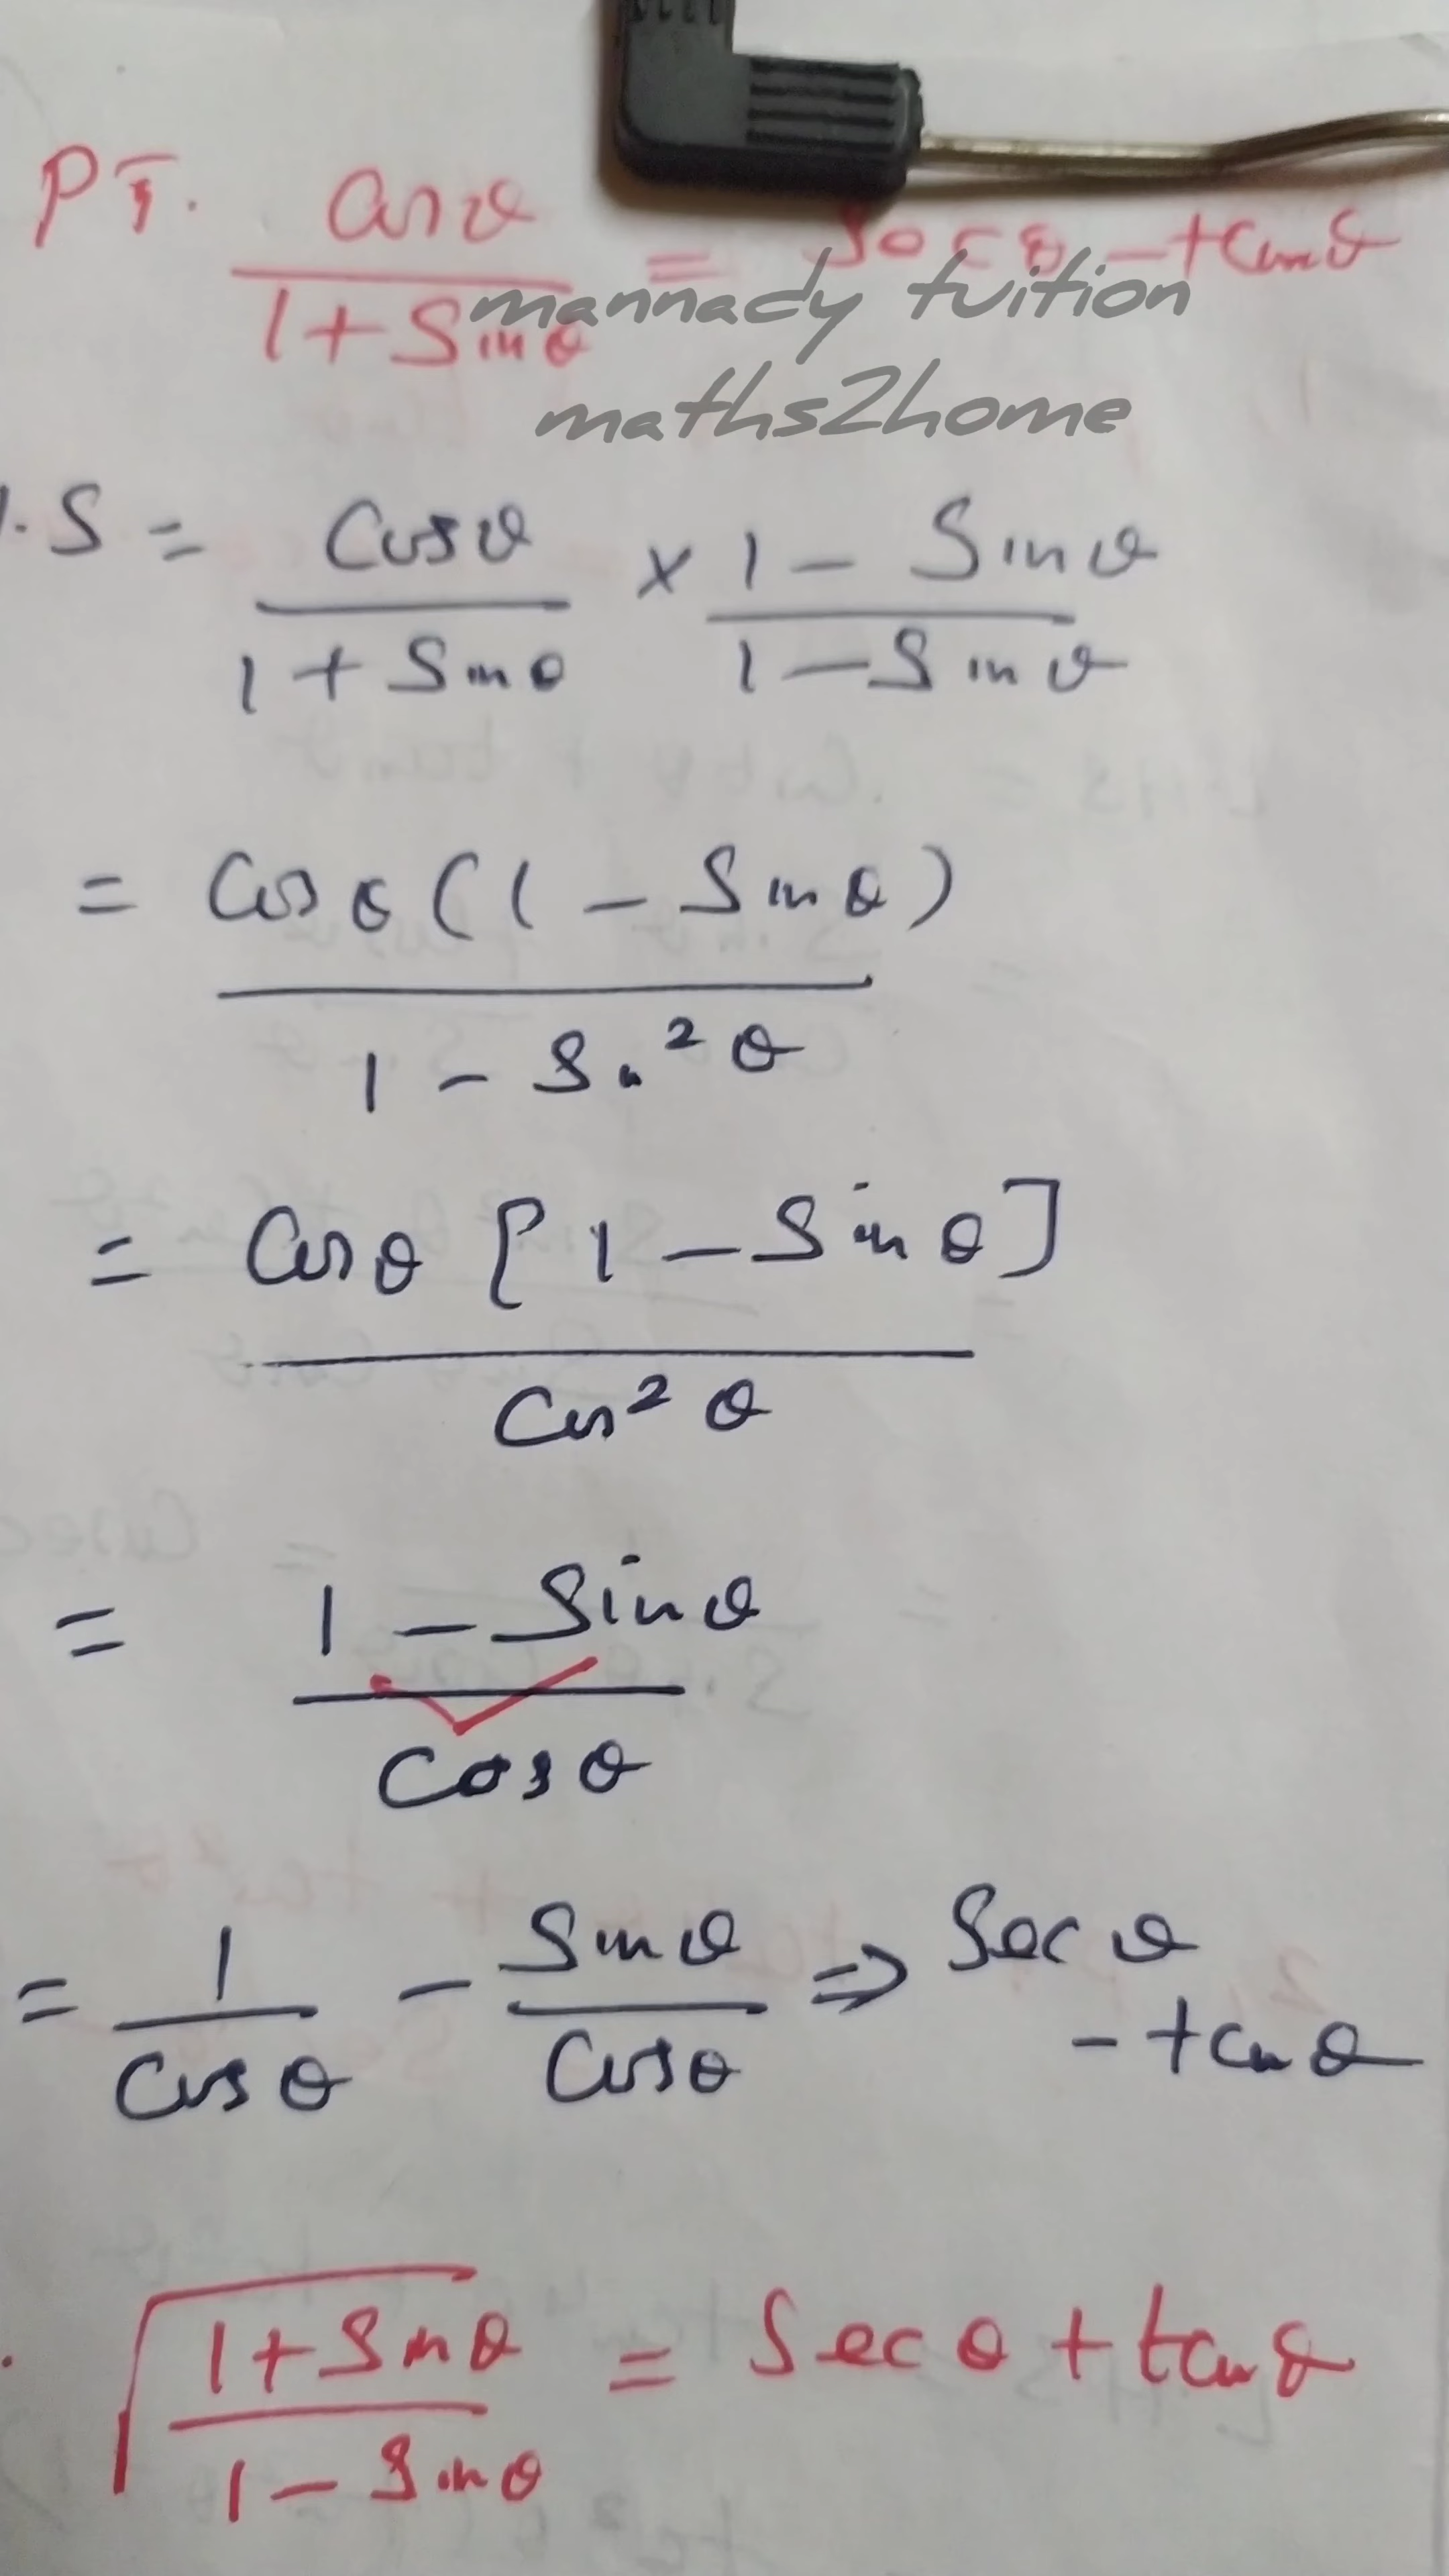 PT. cosθ / 1+Sinθ = Secθ - tanθ
mannady tuition
maths2home
.S = Cosθ / 1+Sinθ × 1 - Sinθ / 1 - Sinθ
= Cosθ (1 - Sinθ) / 1 - Sin²θ
= Cosθ [1 - Sinθ] / Cos²θ
= 1 - Sinθ / Cosθ
= 1 / Cosθ - Sinθ / Cosθ ⇒ Secθ
- tanθ
. √(1+Sinθ / 1 - Sinθ) = Secθ + tanθ